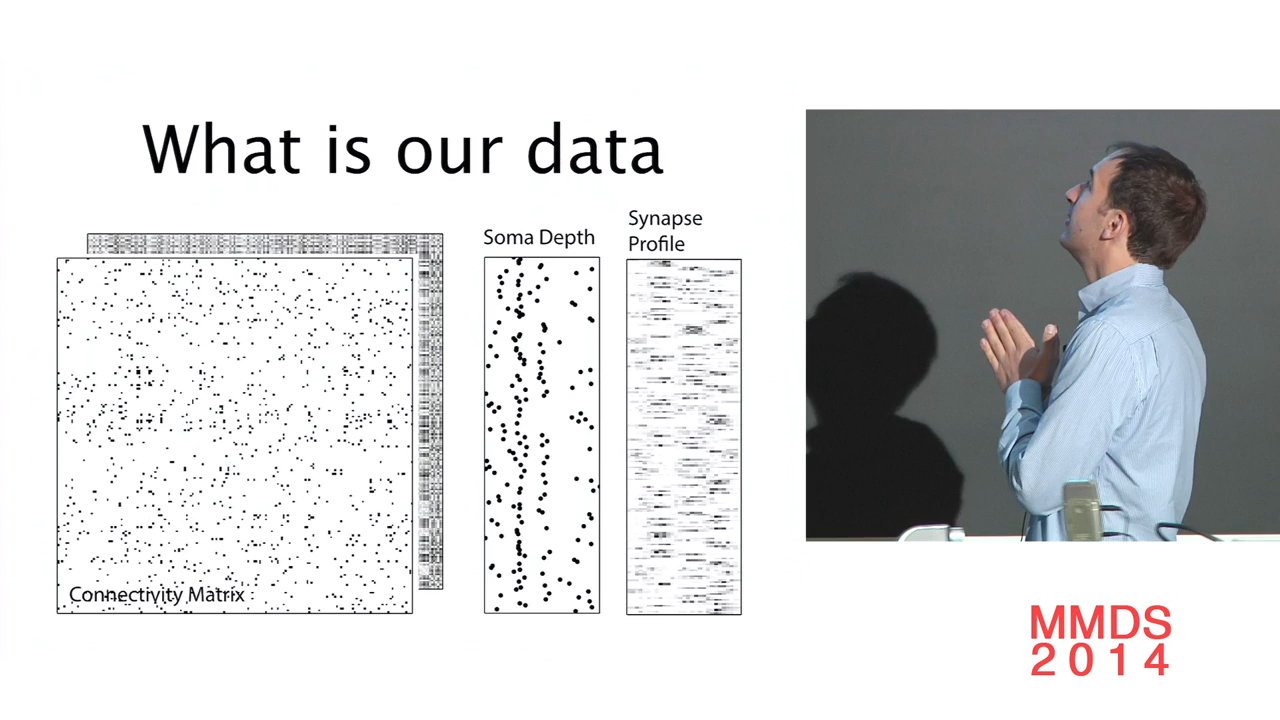 What is our data
Soma Depth
Synapse
Profile
Connectivity Matrix
MMDS
2014